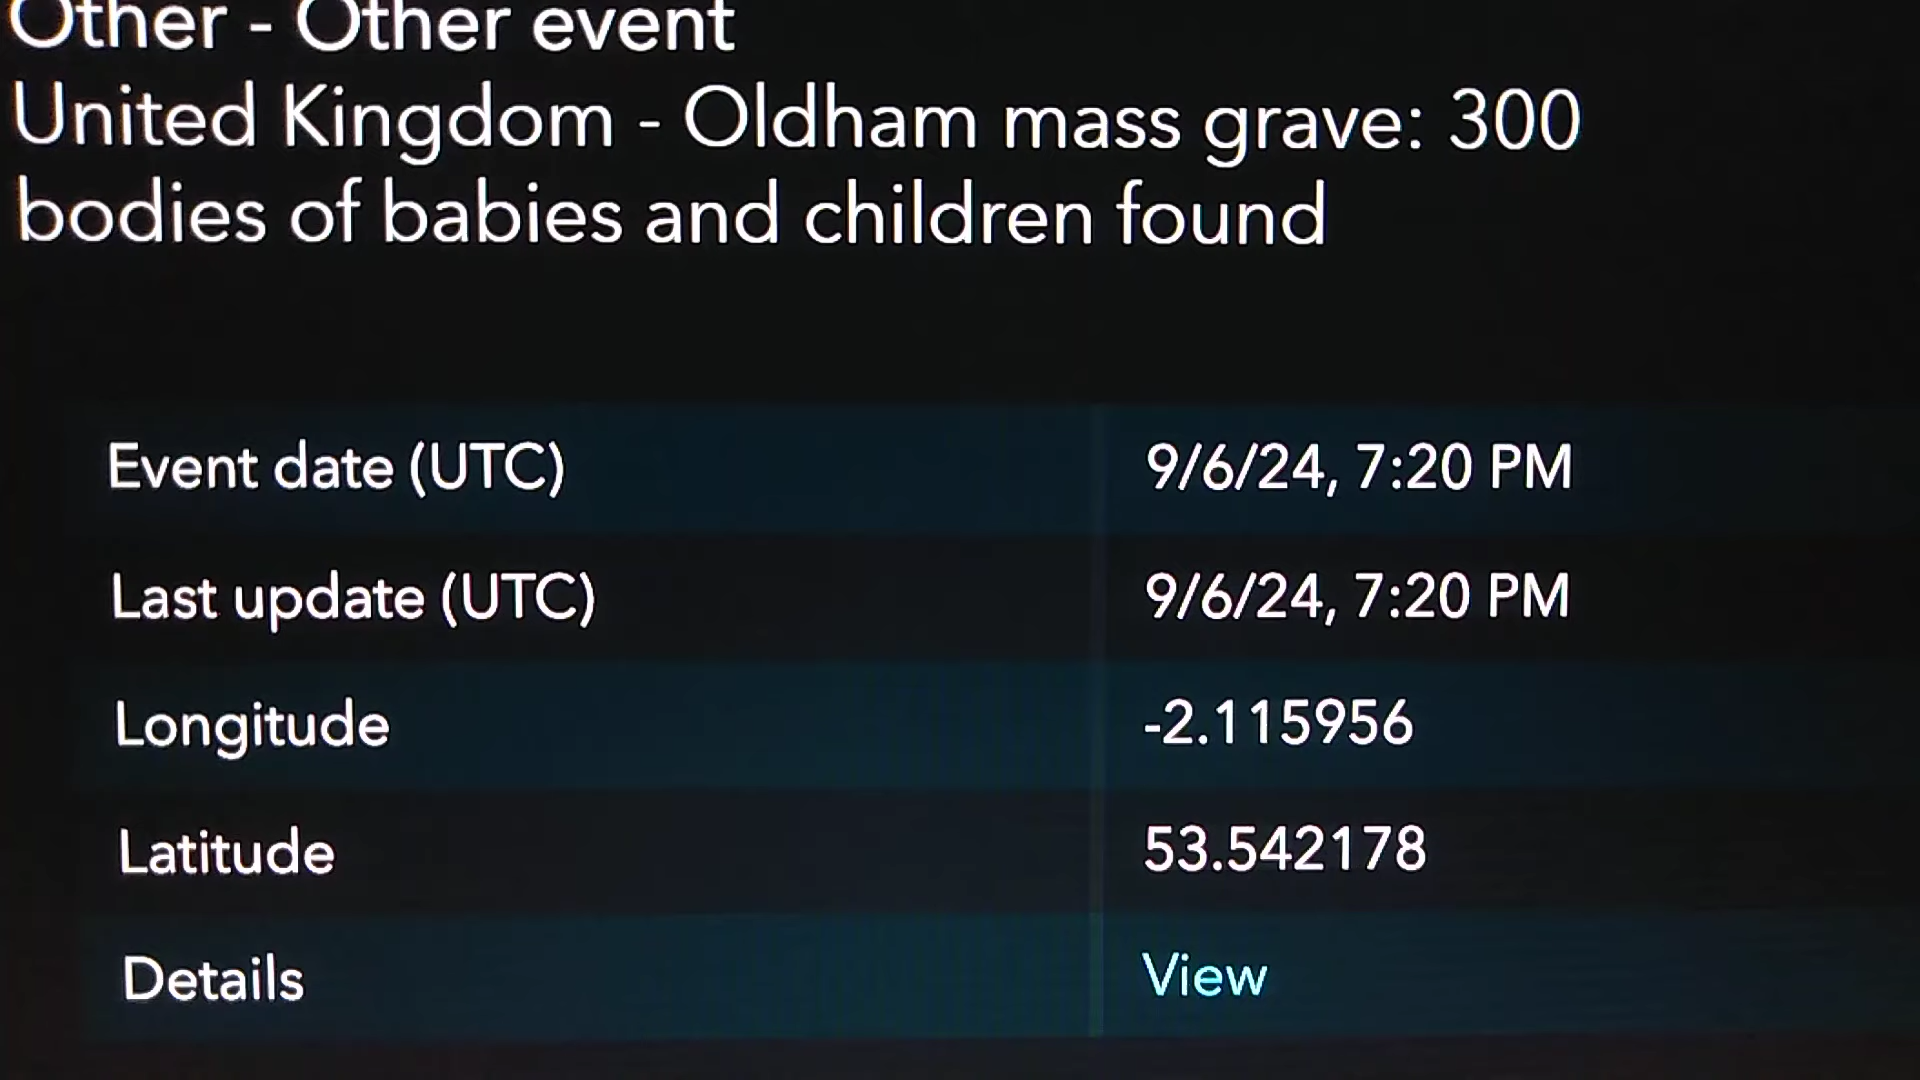 Other - Other event
United Kingdom - Oldham mass grave: 300
bodies of babies and children found
Event date (UTC) 9/6/24, 7:20 PM
Last update (UTC) 9/6/24, 7:20 PM
Longitude -2.115956
Latitude 53.542178
Details View